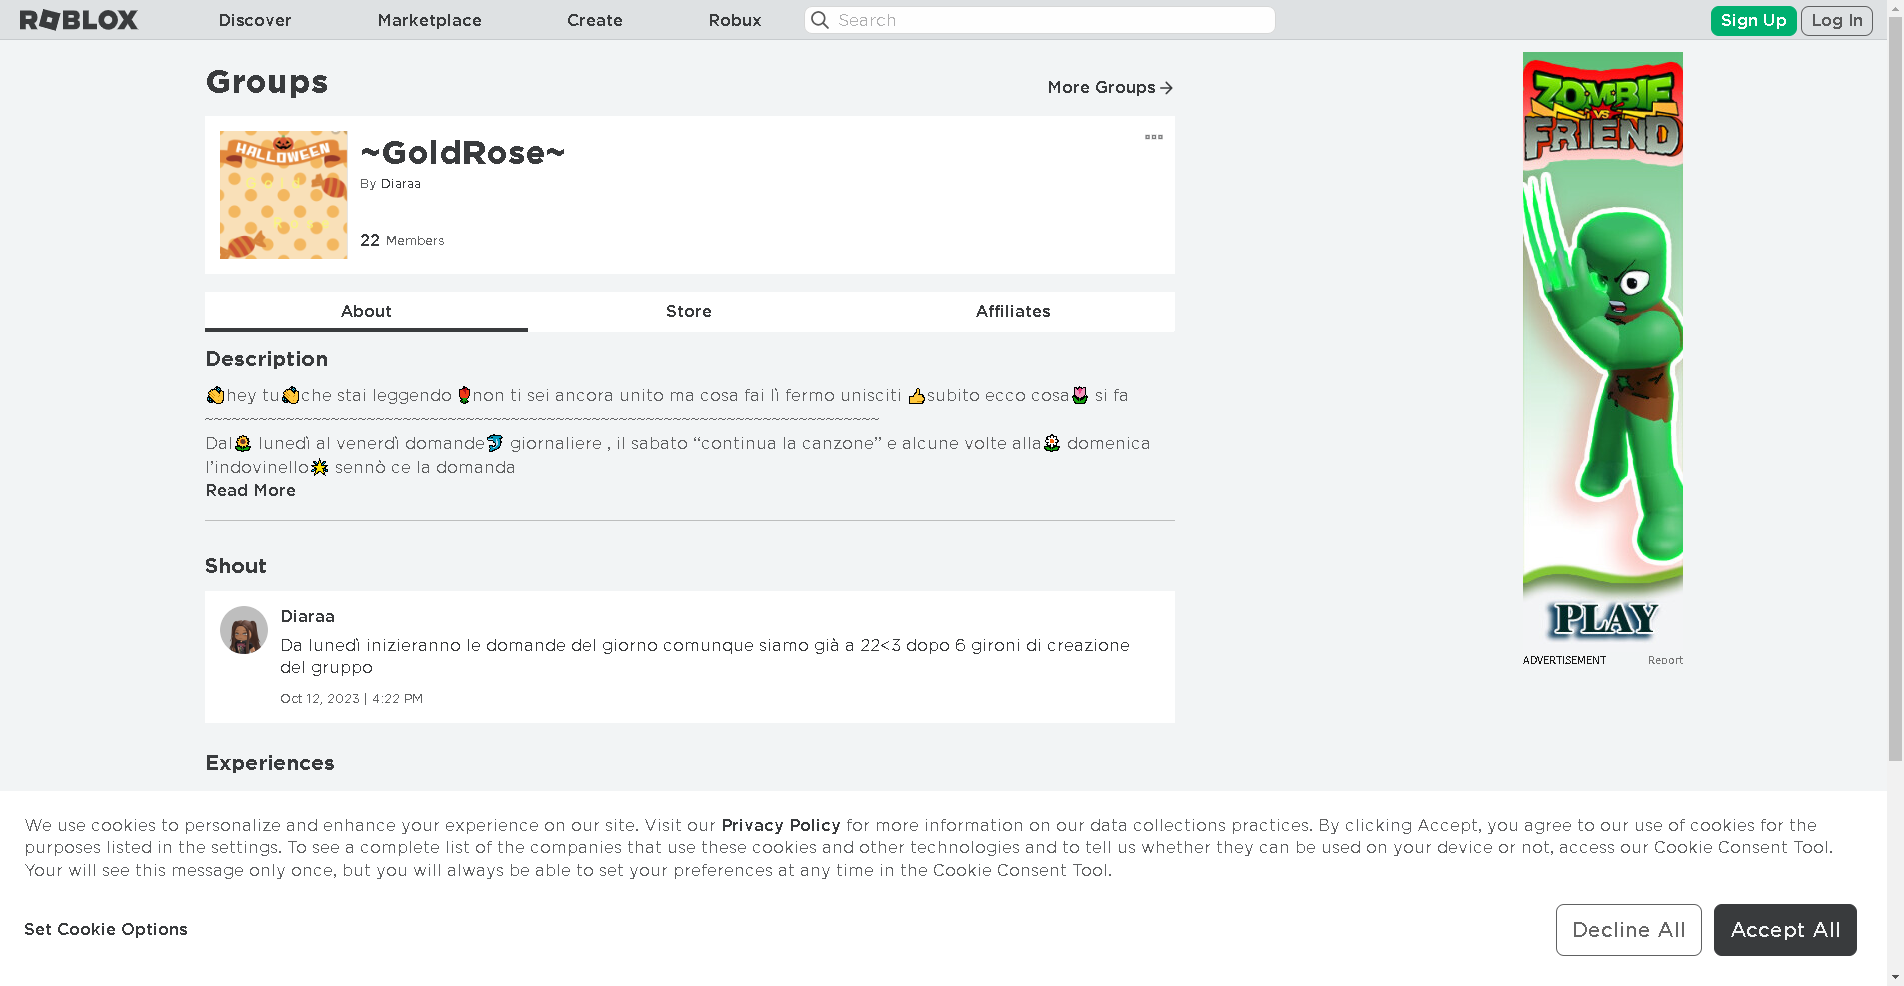 ROBLOX Discover Marketplace Create Robux Search Sign Up Log In
Groups
More Groups
HALLOWEEN
~GoldRose~
By Diaraa
22 Members
About Store Affiliates
Description
👏hey tu👏che stai leggendo 🌹non ti sei ancora unito ma cosa fai lì fermo unisciti 👍subito ecco cosa🌷 si fa
~~~~~~~~~~~~~~~~~~~~~~~~~~~~~~~~~~~~~~~~~~~~~~~~~~~~~~~~~~~~~~~~~~~~~~~~~~~
Dal🌻 lunedì al venerdì domande🐬 giornaliere , il sabato “continua la canzone” e alcune volte alla🌼 domenica
l’indovinello🌟 sennò ce la domanda
Read More
Shout
Diaraa
Da lunedì inizieranno le domande del giorno comunque siamo già a 22<3 dopo 6 gironi di creazione
del gruppo
Oct 12, 2023 | 4:22 PM
Experiences
ZOMBIE
VS
FRIEND
PLAY
ADVERTISEMENT Report
We use cookies to personalize and enhance your experience on our site. Visit our Privacy Policy for more information on our data collections practices. By clicking Accept, you agree to our use of cookies for the
purposes listed in the settings. To see a complete list of the companies that use these cookies and other technologies and to tell us whether they can be used on your device or not, access our Cookie Consent Tool.
Your will see this message only once, but you will always be able to set your preferences at any time in the Cookie Consent Tool.
Set Cookie Options
Decline All Accept All